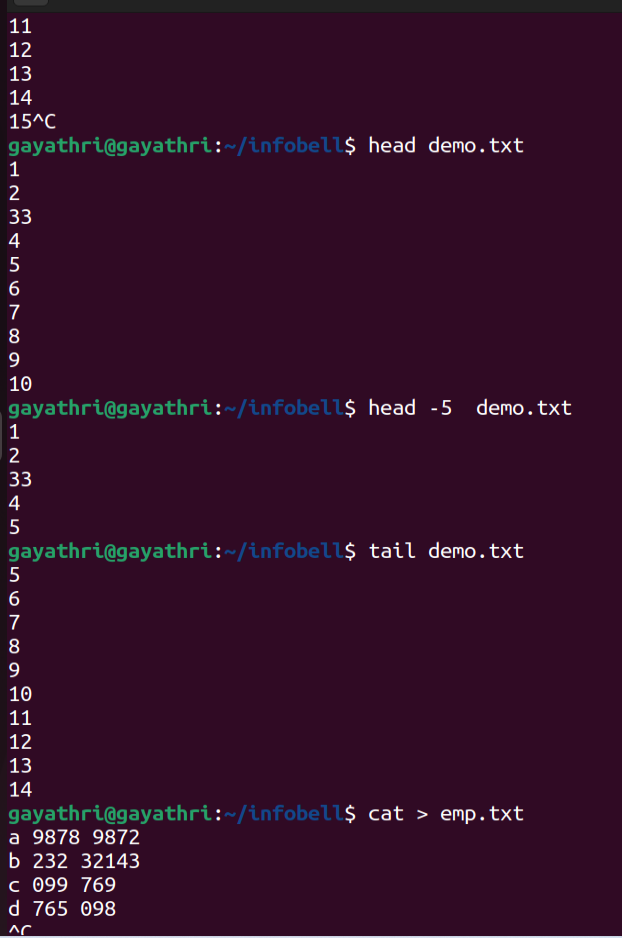 11
12
13
14
15^C
gayathri@gayathri:~/infobell$ head demo.txt
1
2
33
4
5
6
7
8
9
10
gayathri@gayathri:~/infobell$ head -5  demo.txt
1
2
33
4
5
gayathri@gayathri:~/infobell$ tail demo.txt
5
6
7
8
9
10
11
12
13
14
gayathri@gayathri:~/infobell$ cat > emp.txt
a 9878 9872
b 232 32143
c 099 769
d 765 098
^C